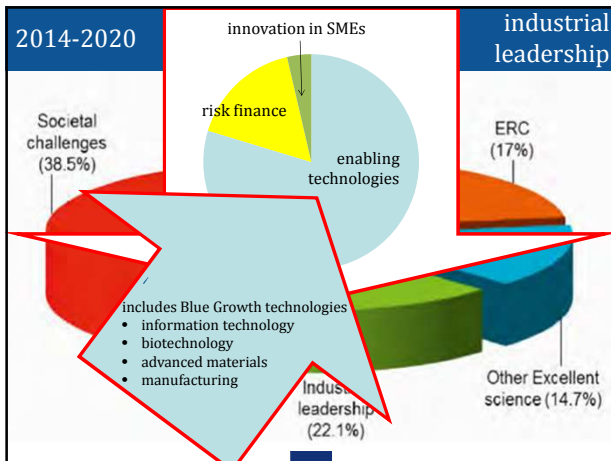 2014-2020
industrial
leadership
innovation in SMEs
risk finance
enabling
technologies
Societal
challenges
(38.5%)
ERC
(17%)
includes Blue Growth technologies
• information technology
• biotechnology
• advanced materials
• manufacturing
Indust
leadership
(22.1%)
Other Excellent
science (14.7%)